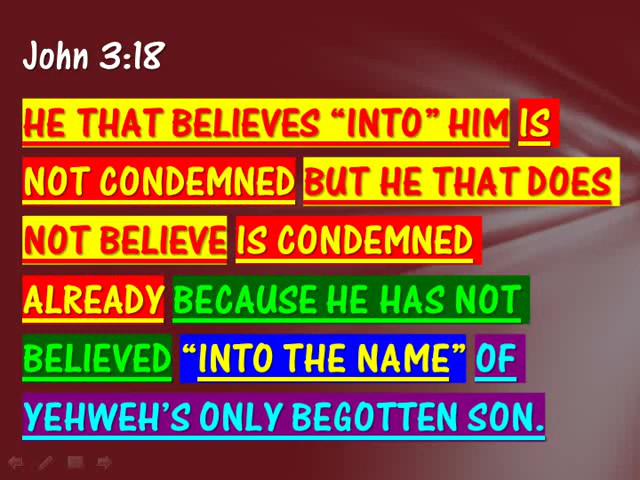 John 3:18
HE THAT BELIEVES “INTO” HIM IS
NOT CONDEMNED BUT HE THAT DOES
NOT BELIEVE IS CONDEMNED
ALREADY BECAUSE HE HAS NOT
BELIEVED “INTO THE NAME” OF
YEHWEH’S ONLY BEGOTTEN SON.